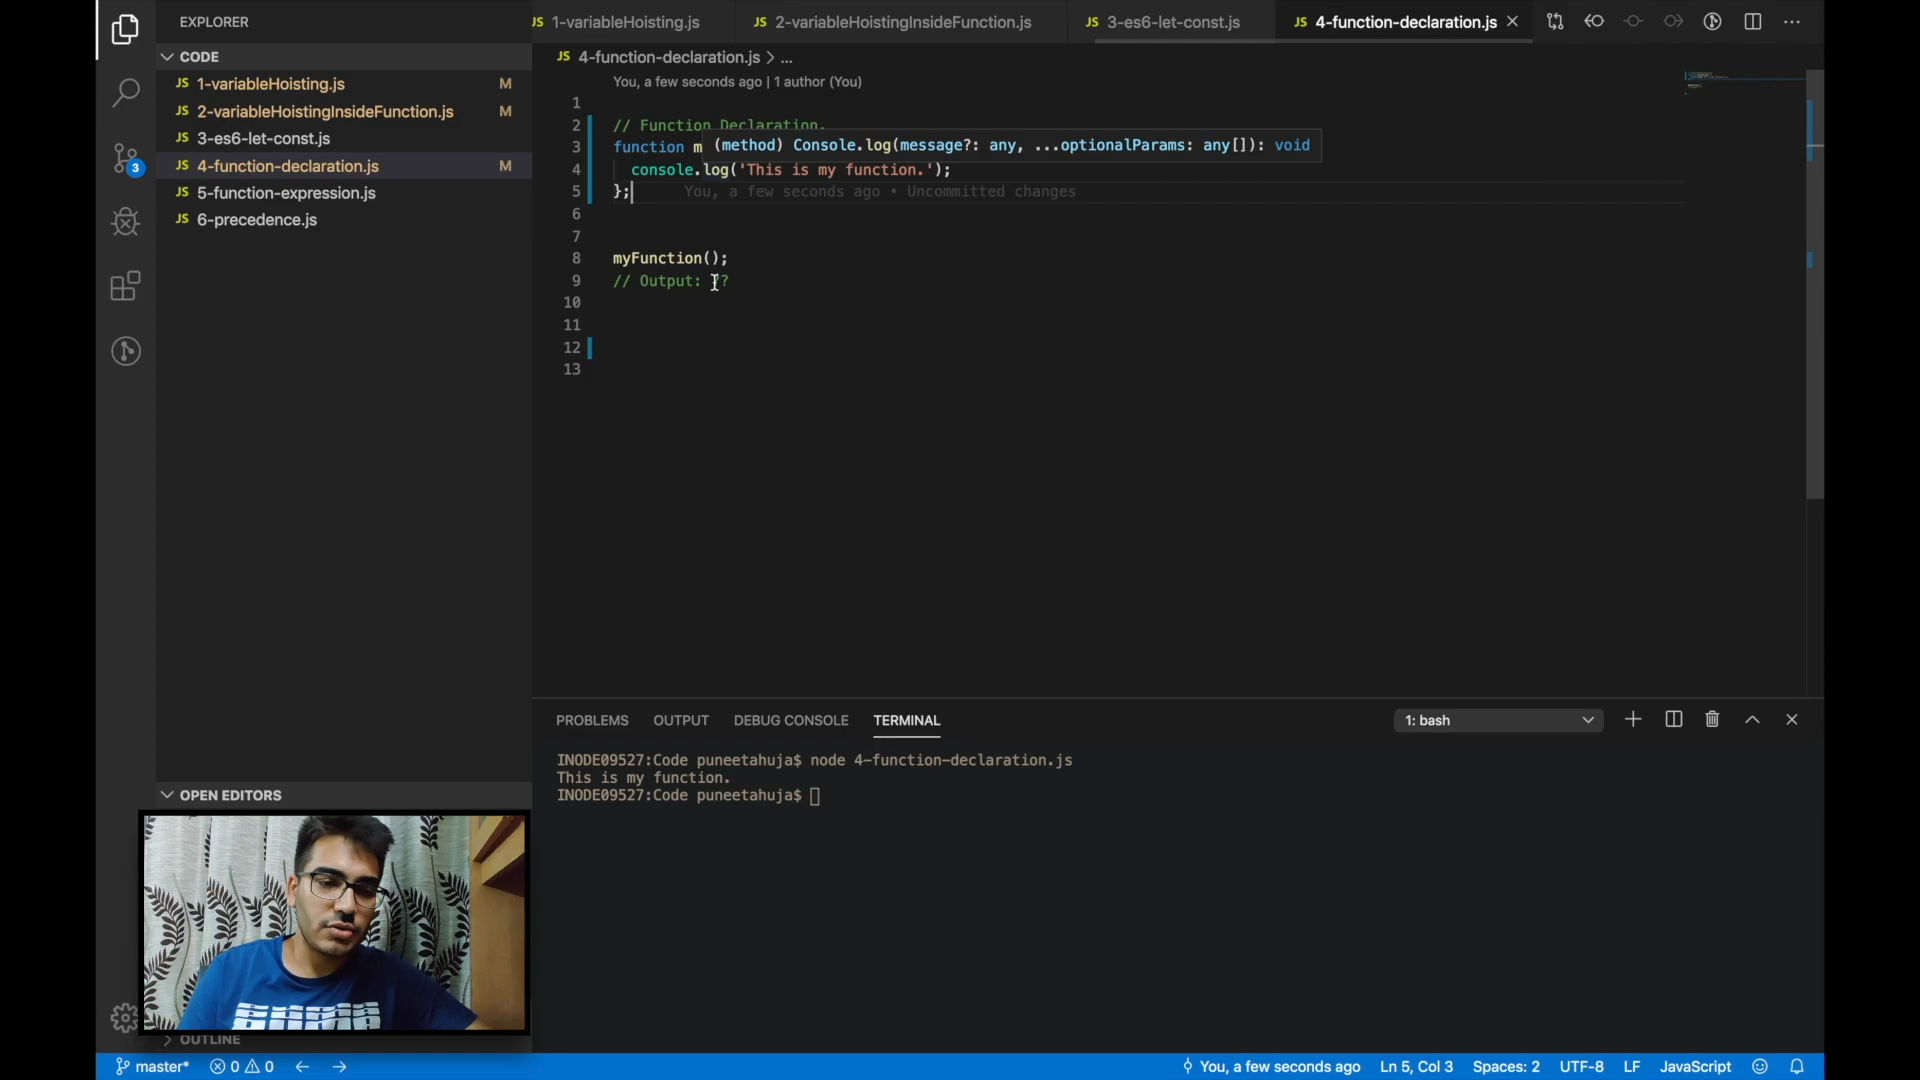 EXPLORER
JS 1-variableHoisting.js
JS 2-variableHoistingInsideFunction.js
JS 3-es6-let-const.js
JS 4-function-declaration.js
CODE
JS 1-variableHoisting.js M
JS 2-variableHoistingInsideFunction.js M
JS 3-es6-let-const.js
JS 4-function-declaration.js M
JS 5-function-expression.js
JS 6-precedence.js
3
JS 4-function-declaration.js > ...
You, a few seconds ago | 1 author (You)
1
2 // Function Declaration.
3 function m
(method) Console.log(message?: any, ...optionalParams: any[]): void
4 console.log('This is my function.');
5 }; You, a few seconds ago • Uncommitted changes
6
7
8 myFunction();
9 // Output: ??
10
11
12
13
PROBLEMS OUTPUT DEBUG CONSOLE TERMINAL
1: bash
INODE09527:Code puneetahuja$ node 4-function-declaration.js
This is my function.
INODE09527:Code puneetahuja$
OPEN EDITORS
OUTLINE
master* 0 0
You, a few seconds ago Ln 5, Col 3 Spaces: 2 UTF-8 LF JavaScript